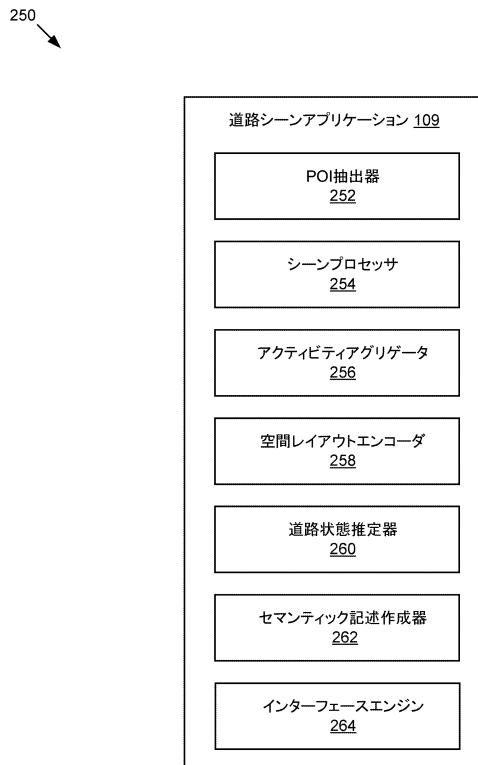 250
道路シーンアプリケーション 109
POI抽出器
252
シーンプロセッサ
254
アクティビティアグリゲータ
256
空間レイアウトエンコーダ
258
道路状態推定器
260
セマンティック記述作成器
262
インターフェースエンジン
264